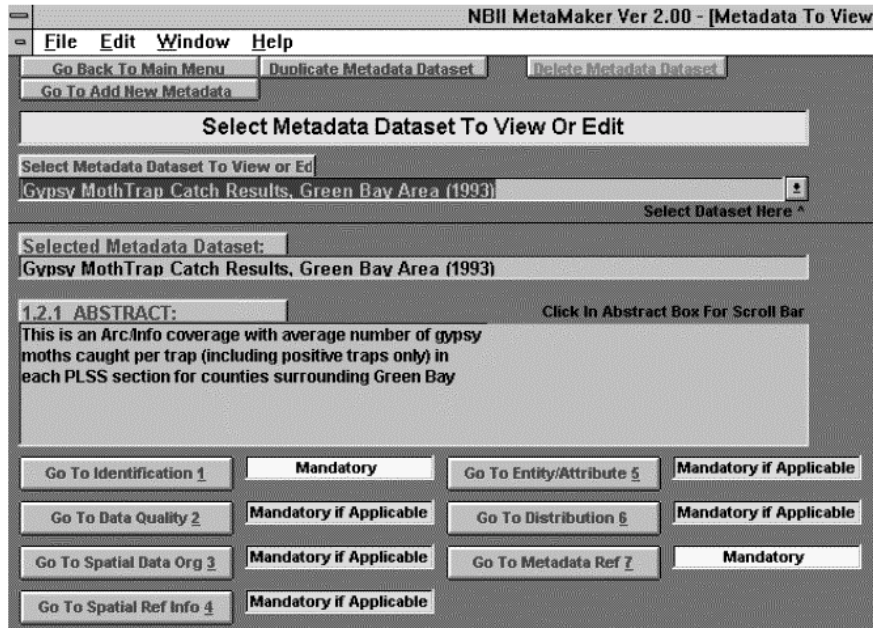 NBII MetaMaker Ver 2.00 - [Metadata To View
File Edit Window Help
Go Back To Main Menu Duplicate Metadata Dataset Delete Metadata Dataset
Go To Add New Metadata
Select Metadata Dataset To View Or Edit
Select Metadata Dataset To View or Ed
Gypsy MothTrap Catch Results, Green Bay Area (1993)
Select Dataset Here ^
Selected Metadata Dataset:
Gypsy MothTrap Catch Results, Green Bay Area (1993)
1.2.1 ABSTRACT: Click In Abstract Box For Scroll Bar
This is an Arc/Info coverage with average number of gypsy
moths caught per trap (including positive traps only) in
each PLSS section for counties surrounding Green Bay
Go To Identification 1 Mandatory Go To Entity/Attribute 5 Mandatory if Applicable
Go To Data Quality 2 Mandatory if Applicable Go To Distribution 6 Mandatory if Applicable
Go To Spatial Data Org 3 Mandatory if Applicable Go To Metadata Ref 7 Mandatory
Go To Spatial Ref Info 4 Mandatory if Applicable